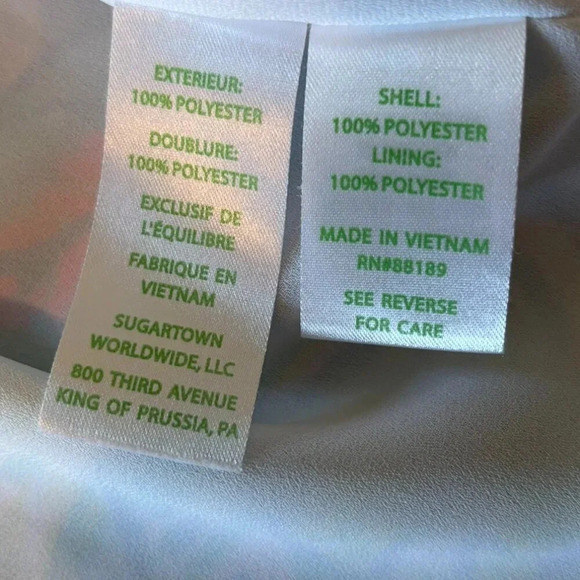 EXTERIEUR:
100% POLYESTER
DOUBLURE:
100% POLYESTER
EXCLUSIF DE
L'ÉQUILIBRE
FABRIQUE EN
VIETNAM
SUGARTOWN
WORLDWIDE, LLC
800 THIRD AVENUE
KING OF PRUSSIA, PA
SHELL:
100% POLYESTER
LINING:
100% POLYESTER
MADE IN VIETNAM
RN#88189
SEE REVERSE
FOR CARE